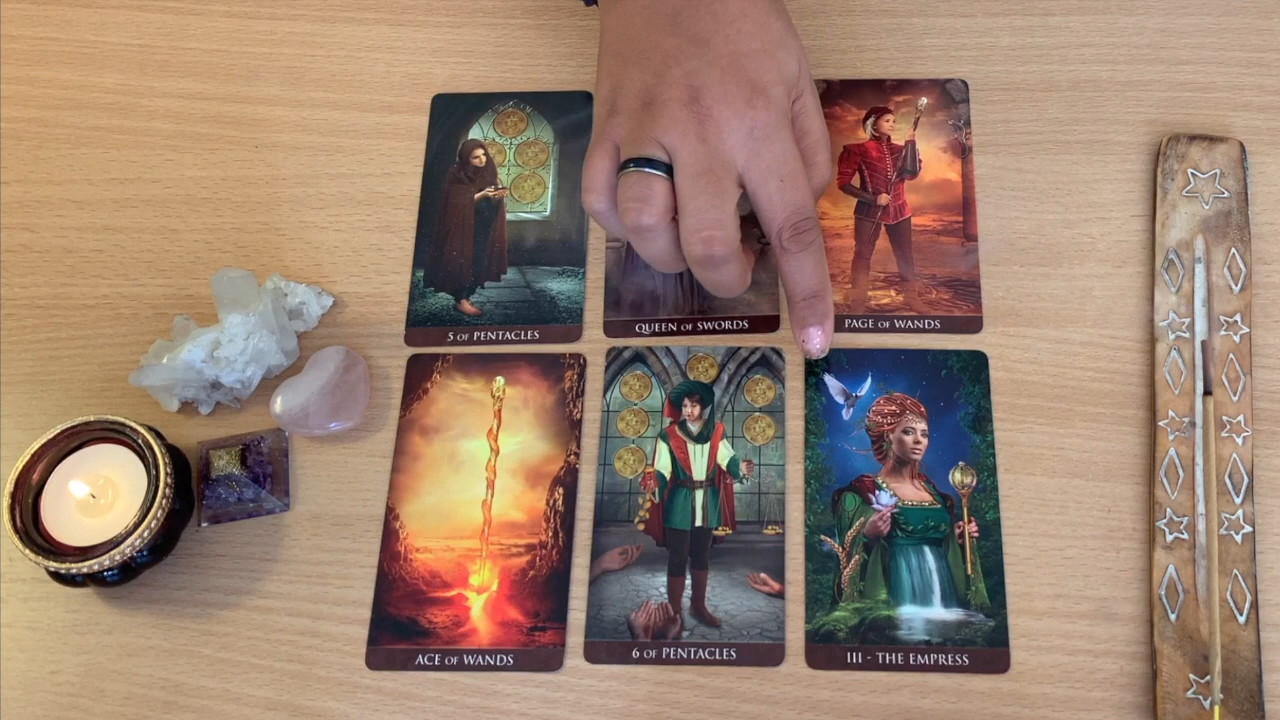 5 OF PENTACLES
QUEEN OF SWORDS
PAGE OF WANDS
ACE OF WANDS
6 OF PENTACLES
III - THE EMPRESS